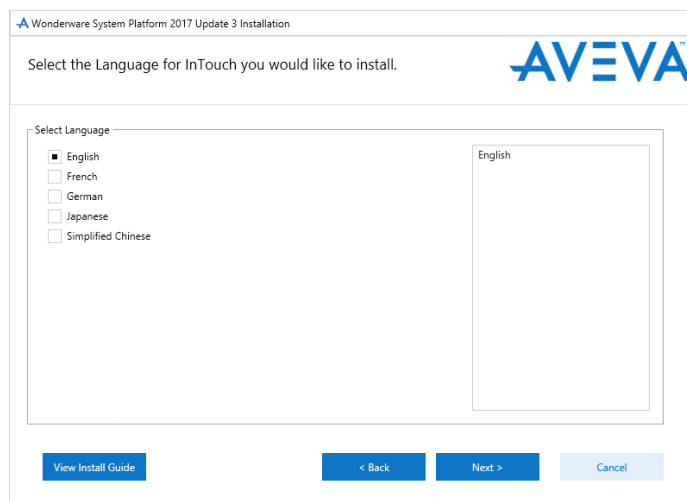 Wonderware System Platform 2017 Update 3 Installation
Select the Language for InTouch you would like to install.
AVEVA™
Select Language
English
French
German
Japanese
Simplified Chinese
English
View Install Guide
< Back
Next >
Cancel